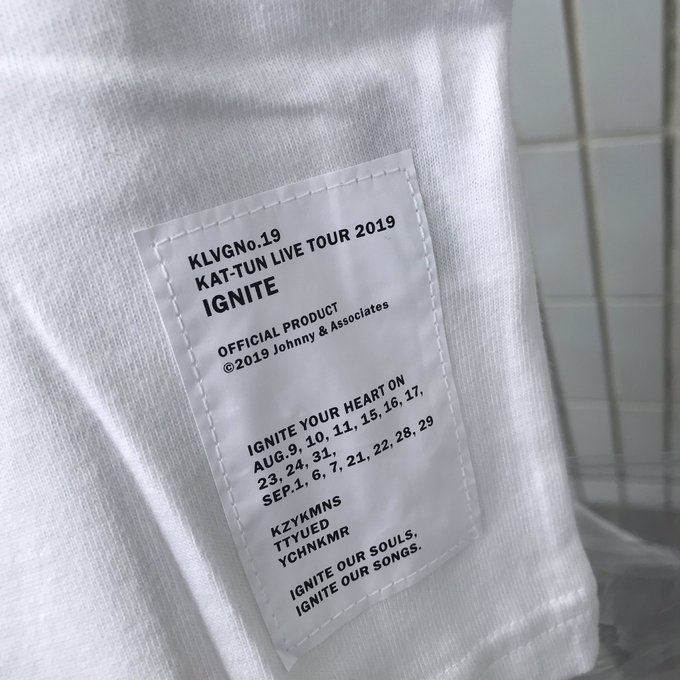 KLVGNo.19
KAT-TUN LIVE TOUR 2019
IGNITE
OFFICIAL PRODUCT
©2019 Johnny & Associates
IGNITE YOUR HEART ON
AUG.9, 10, 11, 15, 16, 17,
23, 24, 31,
SEP.1, 6, 7, 21, 22, 28, 29
KZYKMNS
TTYUED
YCHNKMR
IGNITE OUR SOULS,
IGNITE OUR SONGS.